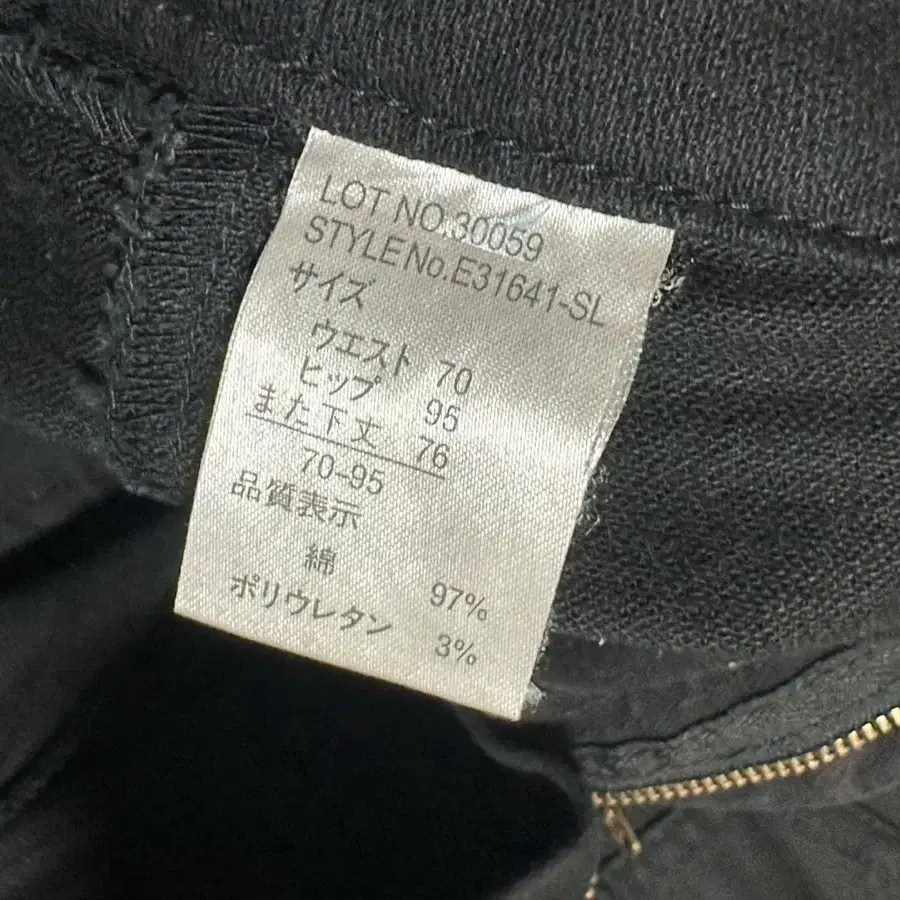 LOT NO.30059
STYLE No.E31641-SL
サイズ
ウエスト 70
ヒップ 95
また下丈 76
70-95
品質表示
綿 97%
ポリウレタン 3%